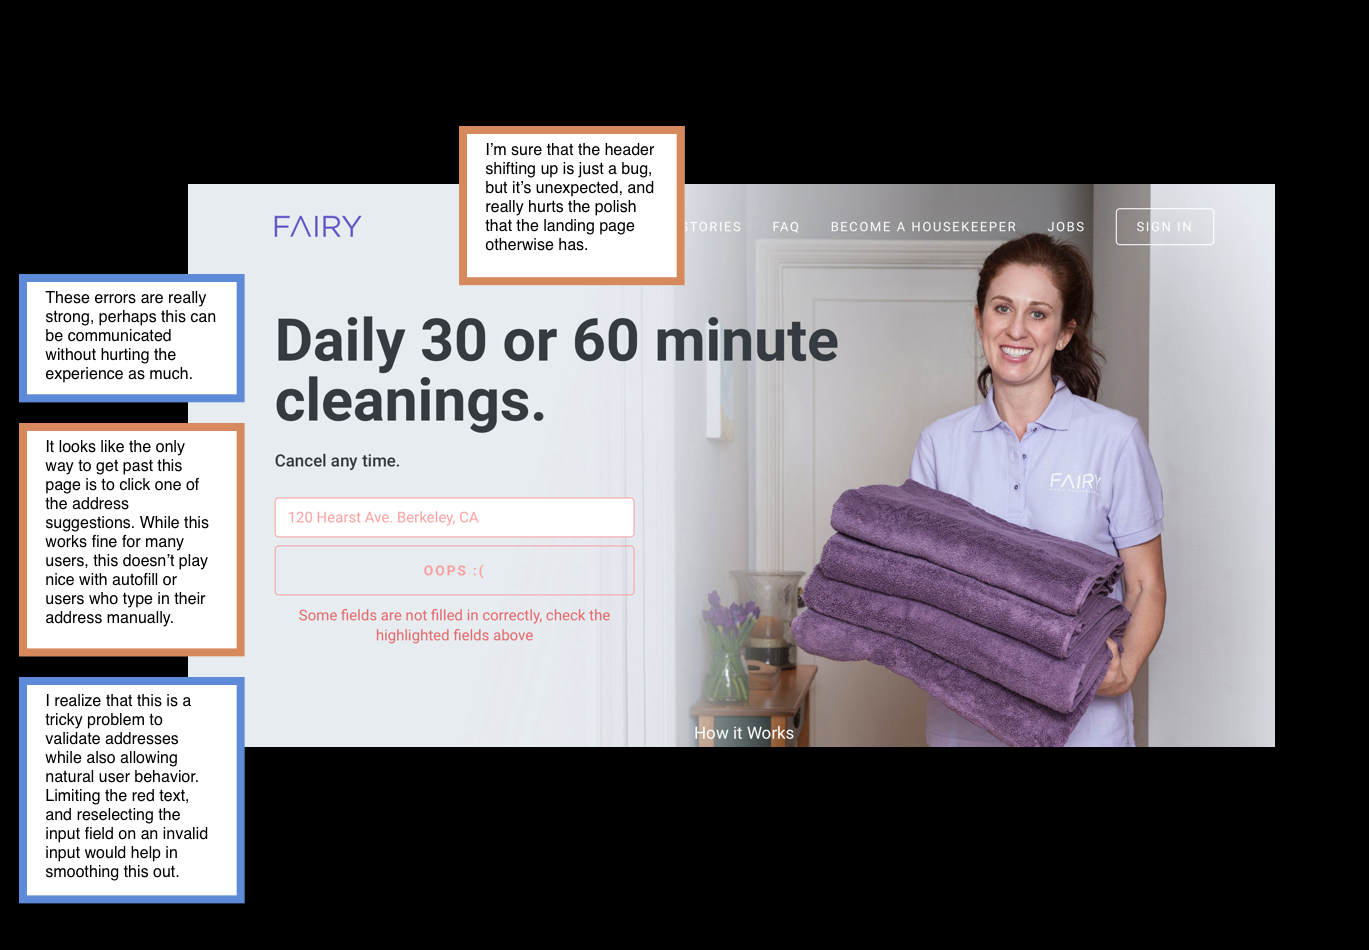 I'm sure that the header
shifting up is just a bug,
but it's unexpected, and
really hurts the polish
that the landing page
otherwise has.
FAIRY
STORIES FAQ BECOME A HOUSEKEEPER JOBS SIGN IN
These errors are really
strong, perhaps this can
be communicated
without hurting the
experience as much.
Daily 30 or 60 minute
cleanings.
Cancel any time.
It looks like the only
way to get past this
page is to click one of
the address
suggestions. While this
works fine for many
users, this doesn't play
nice with autofill or
users who type in their
address manually.
120 Hearst Ave. Berkeley, CA
OOPS :(
Some fields are not filled in correctly, check the
highlighted fields above
FAIRY
I realize that this is a
tricky problem to
validate addresses
while also allowing
natural user behavior.
Limiting the red text,
and reselecting the
input field on an invalid
input would help in
smoothing this out.
How it Works